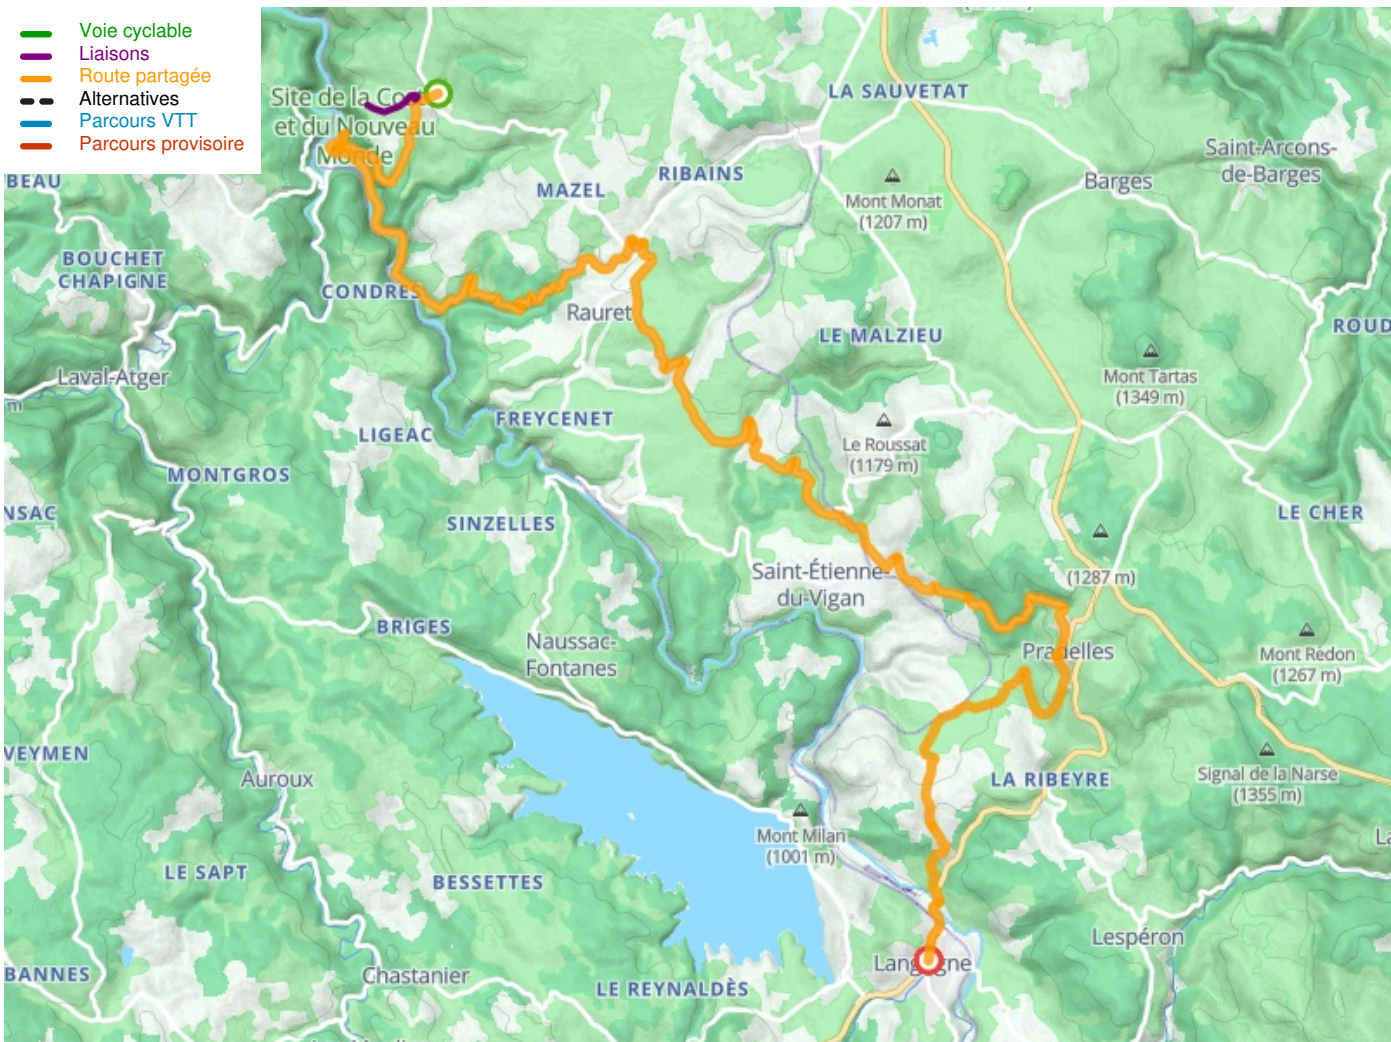 Voie cyclable
Liaisons
Route partagée
Alternatives
Parcours VTT
Parcours provisoire
Site de la
et du Nouveau
Monde
LA SAUVETAT
Saint-Arcons-
de-Barges
Barges
BEAU
MAZEL
RIBAINS
Mont Monat
(1207 m)
BOUCHET
CHAPIGNE
CONDRES
Rauret
LE MALZIEU
ROUD
Mont Tartas
(1349 m)
Laval-Atger
m
FREYCENET
LIGEAC
Le Roussat
(1179 m)
MONTGROS
NSAC
SINZELLES
LE CHER
Saint-Étienne-
du-Vigan
(1287 m)
BRIGES
Naussac-
Fontanes
Pradelles
Mont Redon
(1267 m)
VEYMEN
Auroux
LA RIBEYRE
Signal de la Narse
(1355 m)
Mont Milan
(1001 m)
La
LE SAPT
BESSETTES
Lespéron
BANNES
Chastanier
LE REYNALDÈS
Langogne